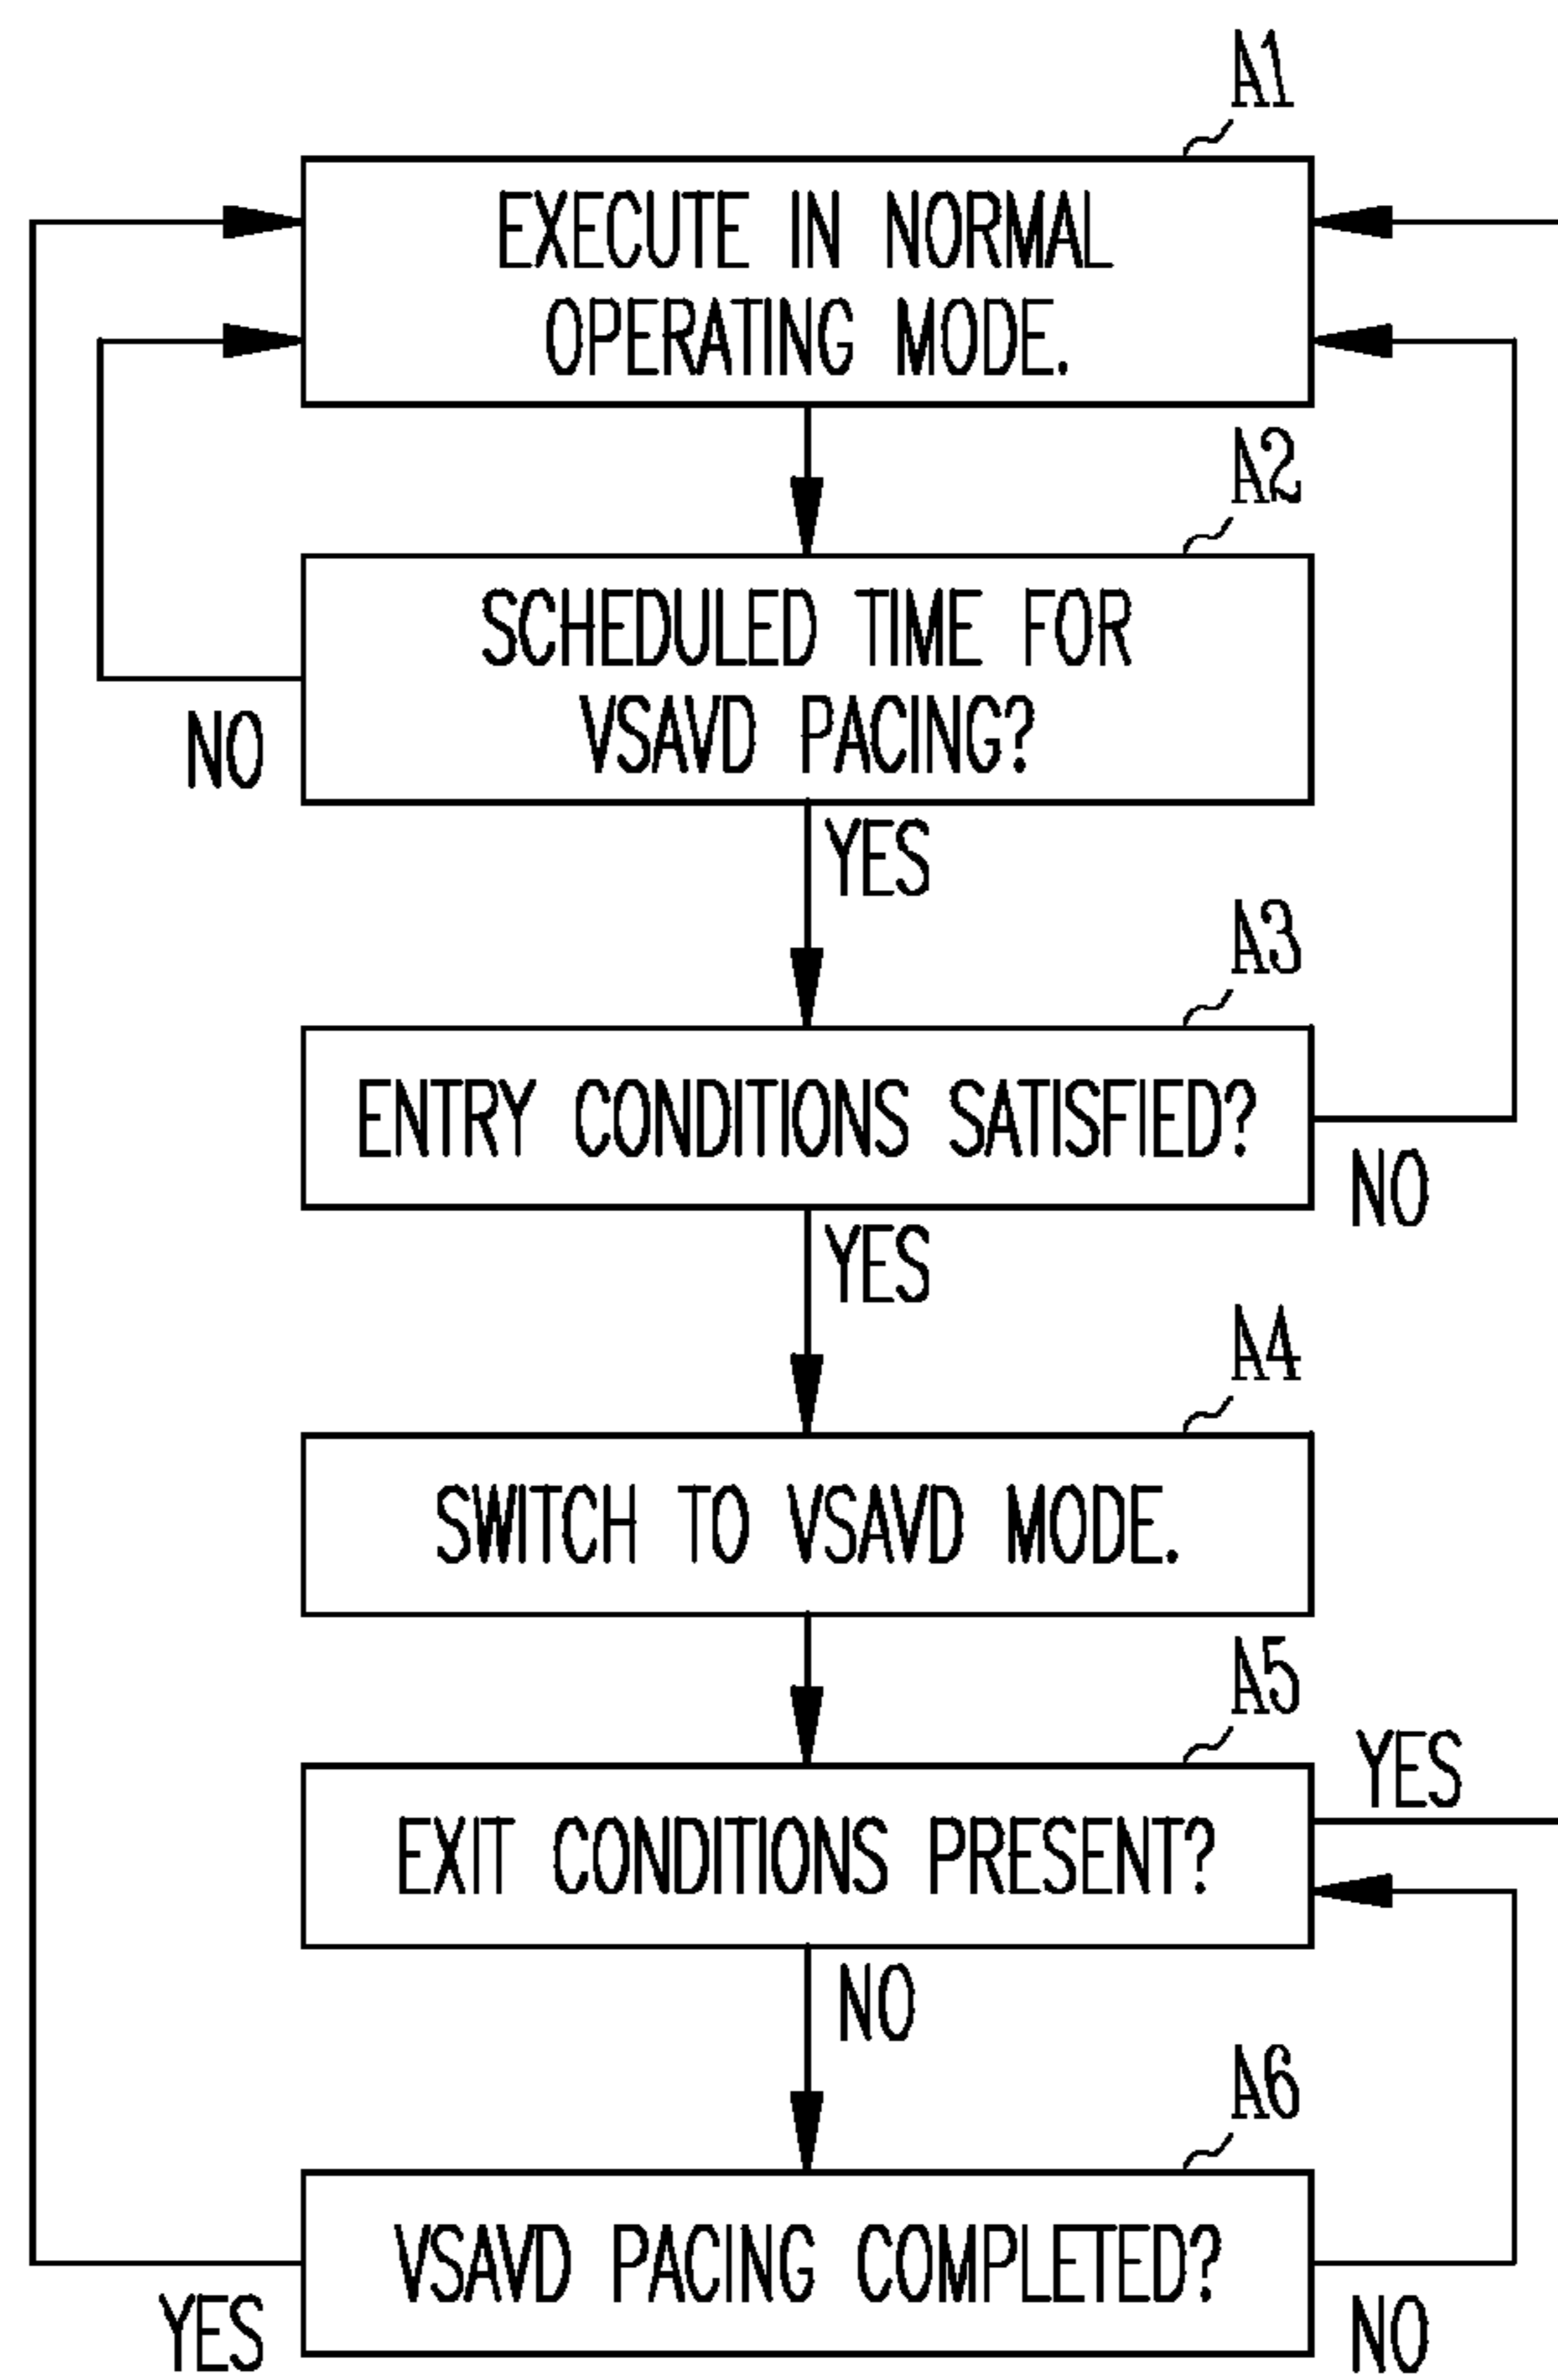 A1
EXECUTE IN NORMAL
OPERATING MODE.
A2
SCHEDULED TIME FOR
VSAVD PACING?
NO
YES
A3
ENTRY CONDITIONS SATISFIED?
NO
YES
A4
SWITCH TO VSAVD MODE.
A5
YES
EXIT CONDITIONS PRESENT?
NO
A6
VSAVD PACING COMPLETED?
YES
NO